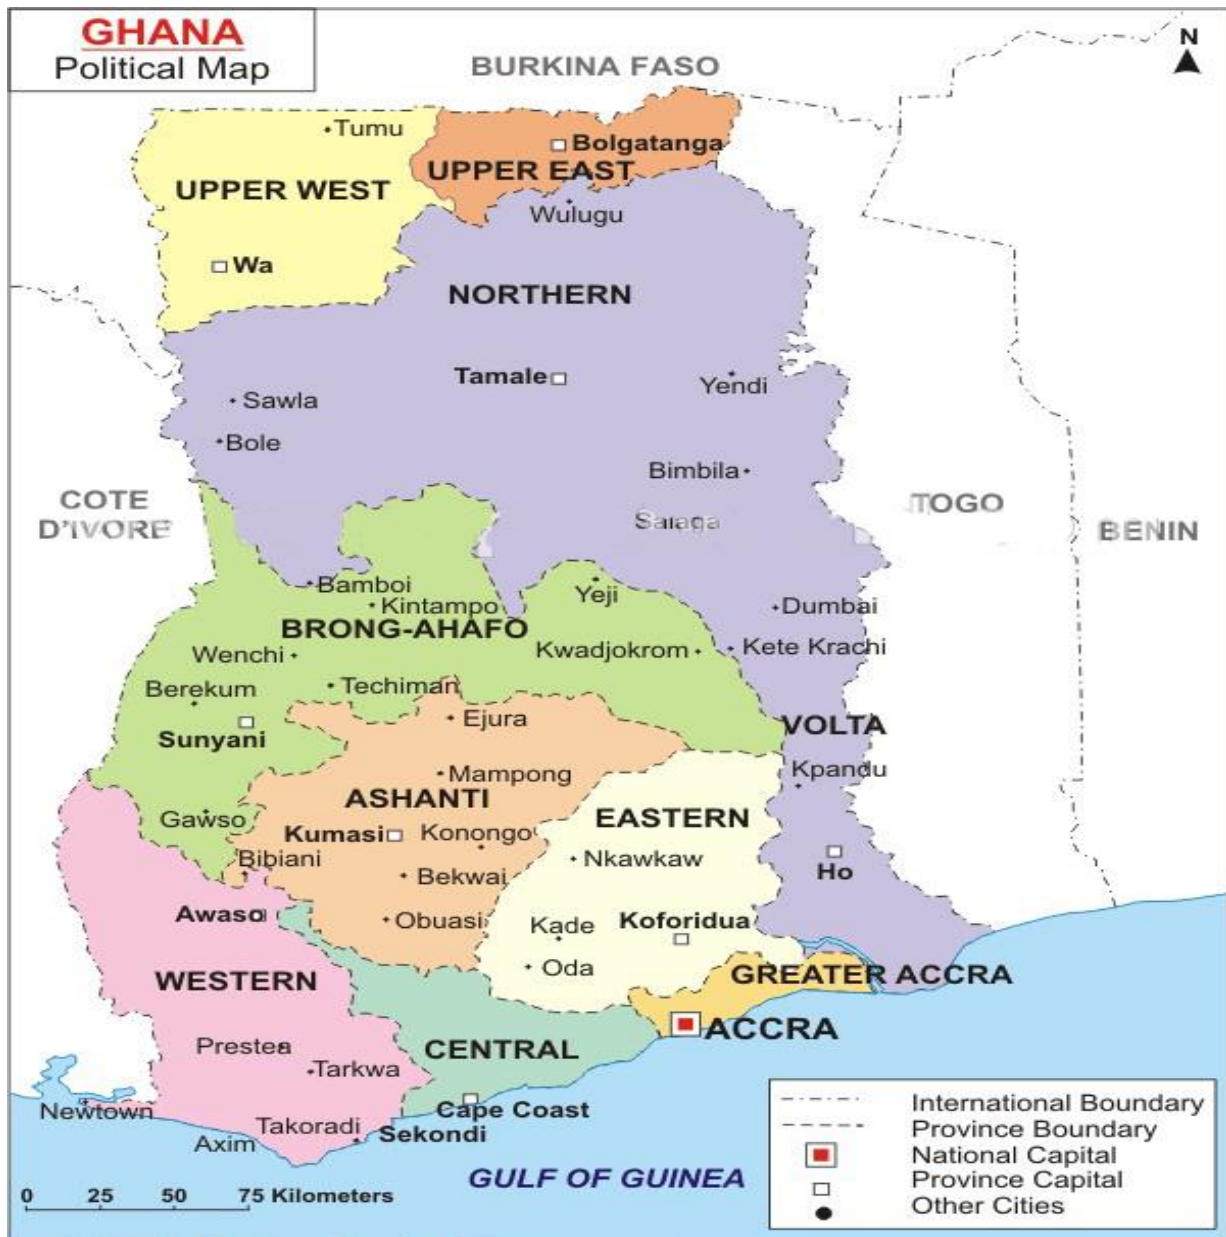 GHANA
Political Map
N
BURKINA FASO
Tumu
Bolgatanga
UPPER EAST
UPPER WEST
Wulugu
Wa
NORTHERN
Tamale
Yendi
Sawla
Bole
Bimbila
COTE
D'IVORE
Salaga
TOGO
BENIN
Bamboi
Yeji
Kintampo
Dumbai
BRONG-AHAFO
Wenchi
Kwadjokrom
Kete Krachi
Berekum
Techiman
Ejura
VOLTA
Sunyani
Kpandu
Mampong
ASHANTI
EASTERN
Gawso
Kumasi
Konongo
Bibiani
Nkawkaw
Ho
Bekwai
Awaso
Obuasi
Kade
Koforidua
Oda
WESTERN
GREATER ACCRA
ACCRA
Prestea
CENTRAL
Tarkwa
Newtown
Cape Coast
Takoradi
Sekondi
Axim
GULF OF GUINEA
0 25 50 75 Kilometers
International Boundary
Province Boundary
National Capital
Province Capital
Other Cities